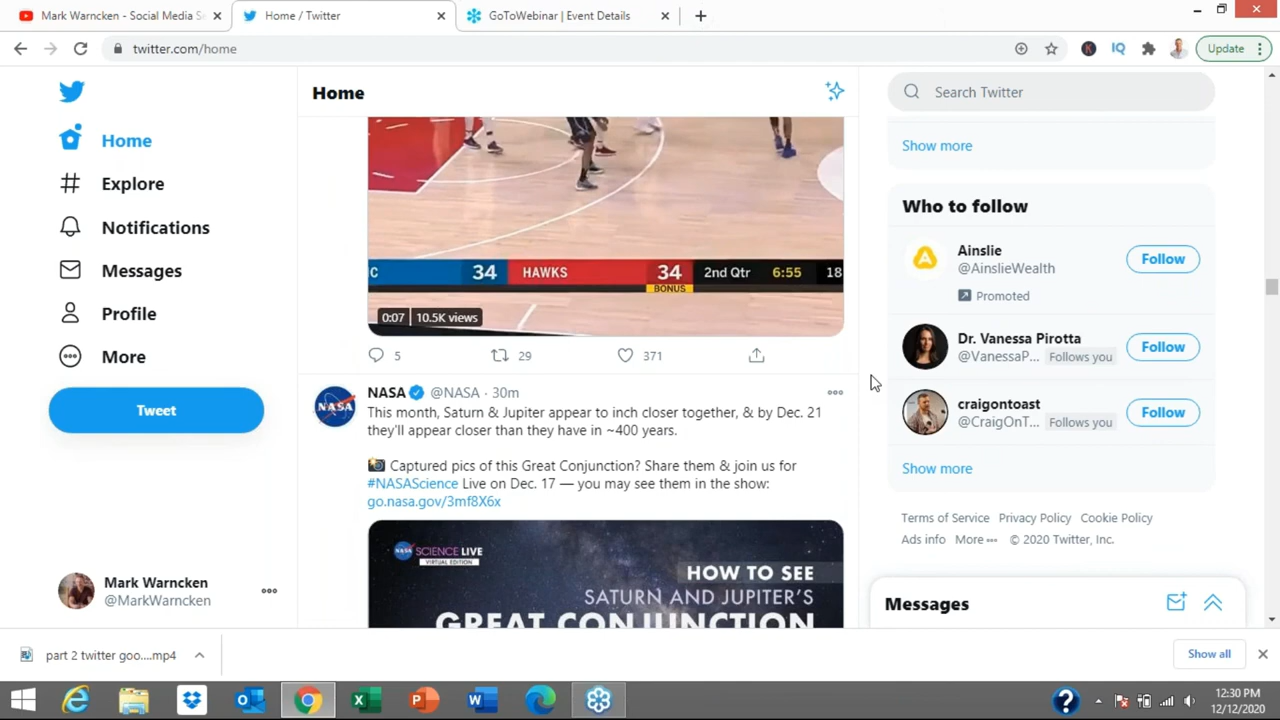 Mark Warncken - Social Media Se
Home / Twitter
GoToWebinar | Event Details
twitter.com/home
IQ
Update
Home
Search Twitter
Home
Explore
Notifications
Messages
Profile
More
Tweet
Mark Warncken
@MarkWarncken
C 34 HAWKS 34 2nd Qtr 6:55 18
BONUS
0:07 10.5K views
5 29 371
NASA @NASA · 30m
This month, Saturn & Jupiter appear to inch closer together, & by Dec. 21
they'll appear closer than they have in ~400 years.
Captured pics of this Great Conjunction? Share them & join us for
#NASAScience Live on Dec. 17 — you may see them in the show:
go.nasa.gov/3mf8X6x
NASA SCIENCE LIVE
VIRTUAL EDITION
HOW TO SEE
SATURN AND JUPITER'S
GREAT CONJUNCTION
Show more
Who to follow
Ainslie
@AinslieWealth
Promoted
Follow
Dr. Vanessa Pirotta
@VanessaP... Follows you
Follow
craigontoast
@CraigOnT... Follows you
Follow
Show more
Terms of Service Privacy Policy Cookie Policy
Ads info More © 2020 Twitter, Inc.
Messages
part 2 twitter goo....mp4
Show all
12:30 PM
12/12/2020